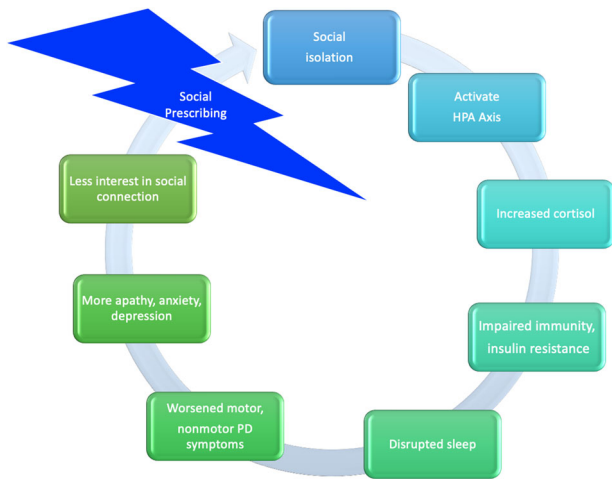 Social
isolation
Activate
HPA Axis
Increased cortisol
Impaired immunity,
insulin resistance
Disrupted sleep
Worsened motor,
nonmotor PD
symptoms
More apathy, anxiety,
depression
Less interest in social
connection
Social
Prescribing